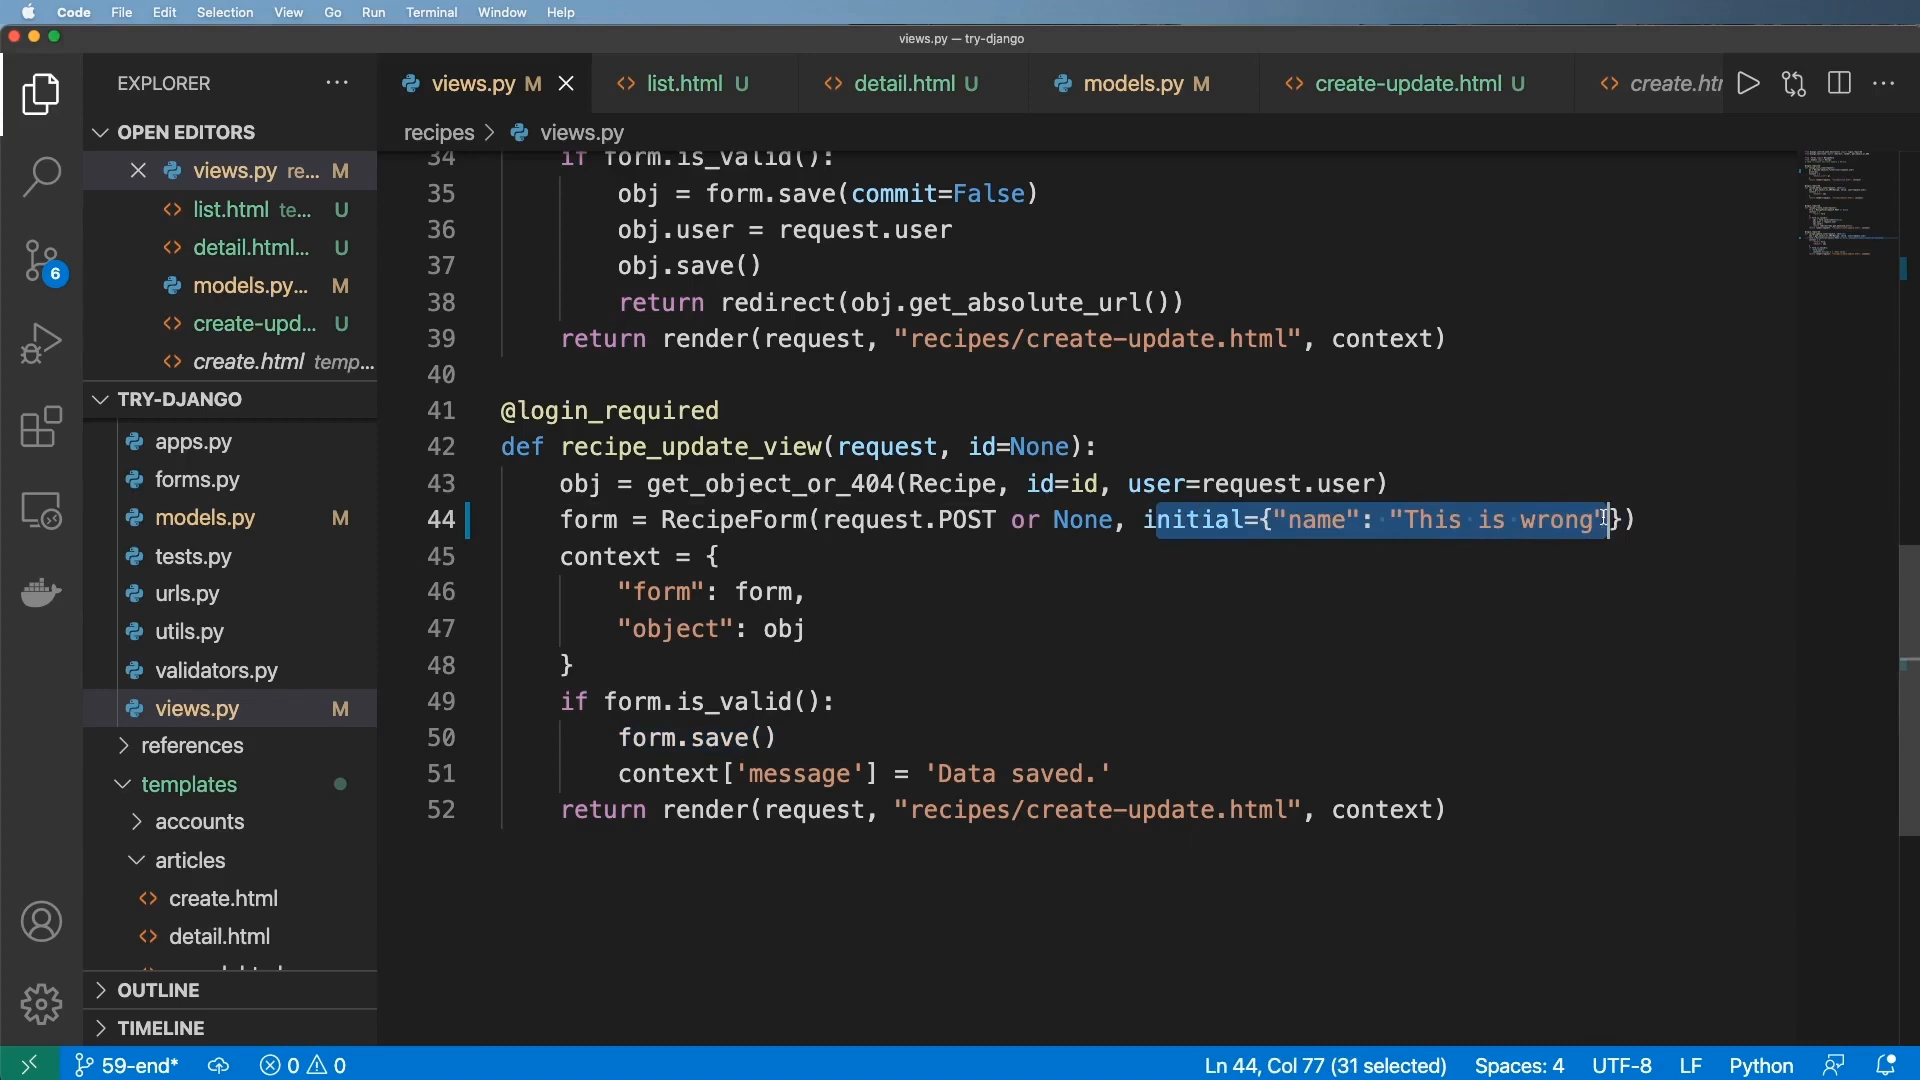 Code File Edit Selection View Go Run Terminal Window Help
views.py — try-django
EXPLORER
views.py M
list.html U
detail.html U
models.py M
create-update.html U
OPEN EDITORS
recipes > views.py
views.py re... M
list.html te... U
detail.html... U
models.py... M
create-upd... U
create.html temp...
TRY-DJANGO
apps.py
forms.py
models.py M
tests.py
urls.py
utils.py
validators.py
views.py M
references
templates
accounts
articles
create.html
detail.html
OUTLINE
TIMELINE
34 if form.is_valid():
35 obj = form.save(commit=False)
36 obj.user = request.user
37 obj.save()
38 return redirect(obj.get_absolute_url())
39 return render(request, "recipes/create-update.html", context)
40
41 @login_required
42 def recipe_update_view(request, id=None):
43 obj = get_object_or_404(Recipe, id=id, user=request.user)
44 form = RecipeForm(request.POST or None, initial={"name": "This is wrong"})
45 context = {
46 "form": form,
47 "object": obj
48 }
49 if form.is_valid():
50 form.save()
51 context['message'] = 'Data saved.'
52 return render(request, "recipes/create-update.html", context)
6
59-end* 0 0 Ln 44, Col 77 (31 selected) Spaces: 4 UTF-8 LF Python